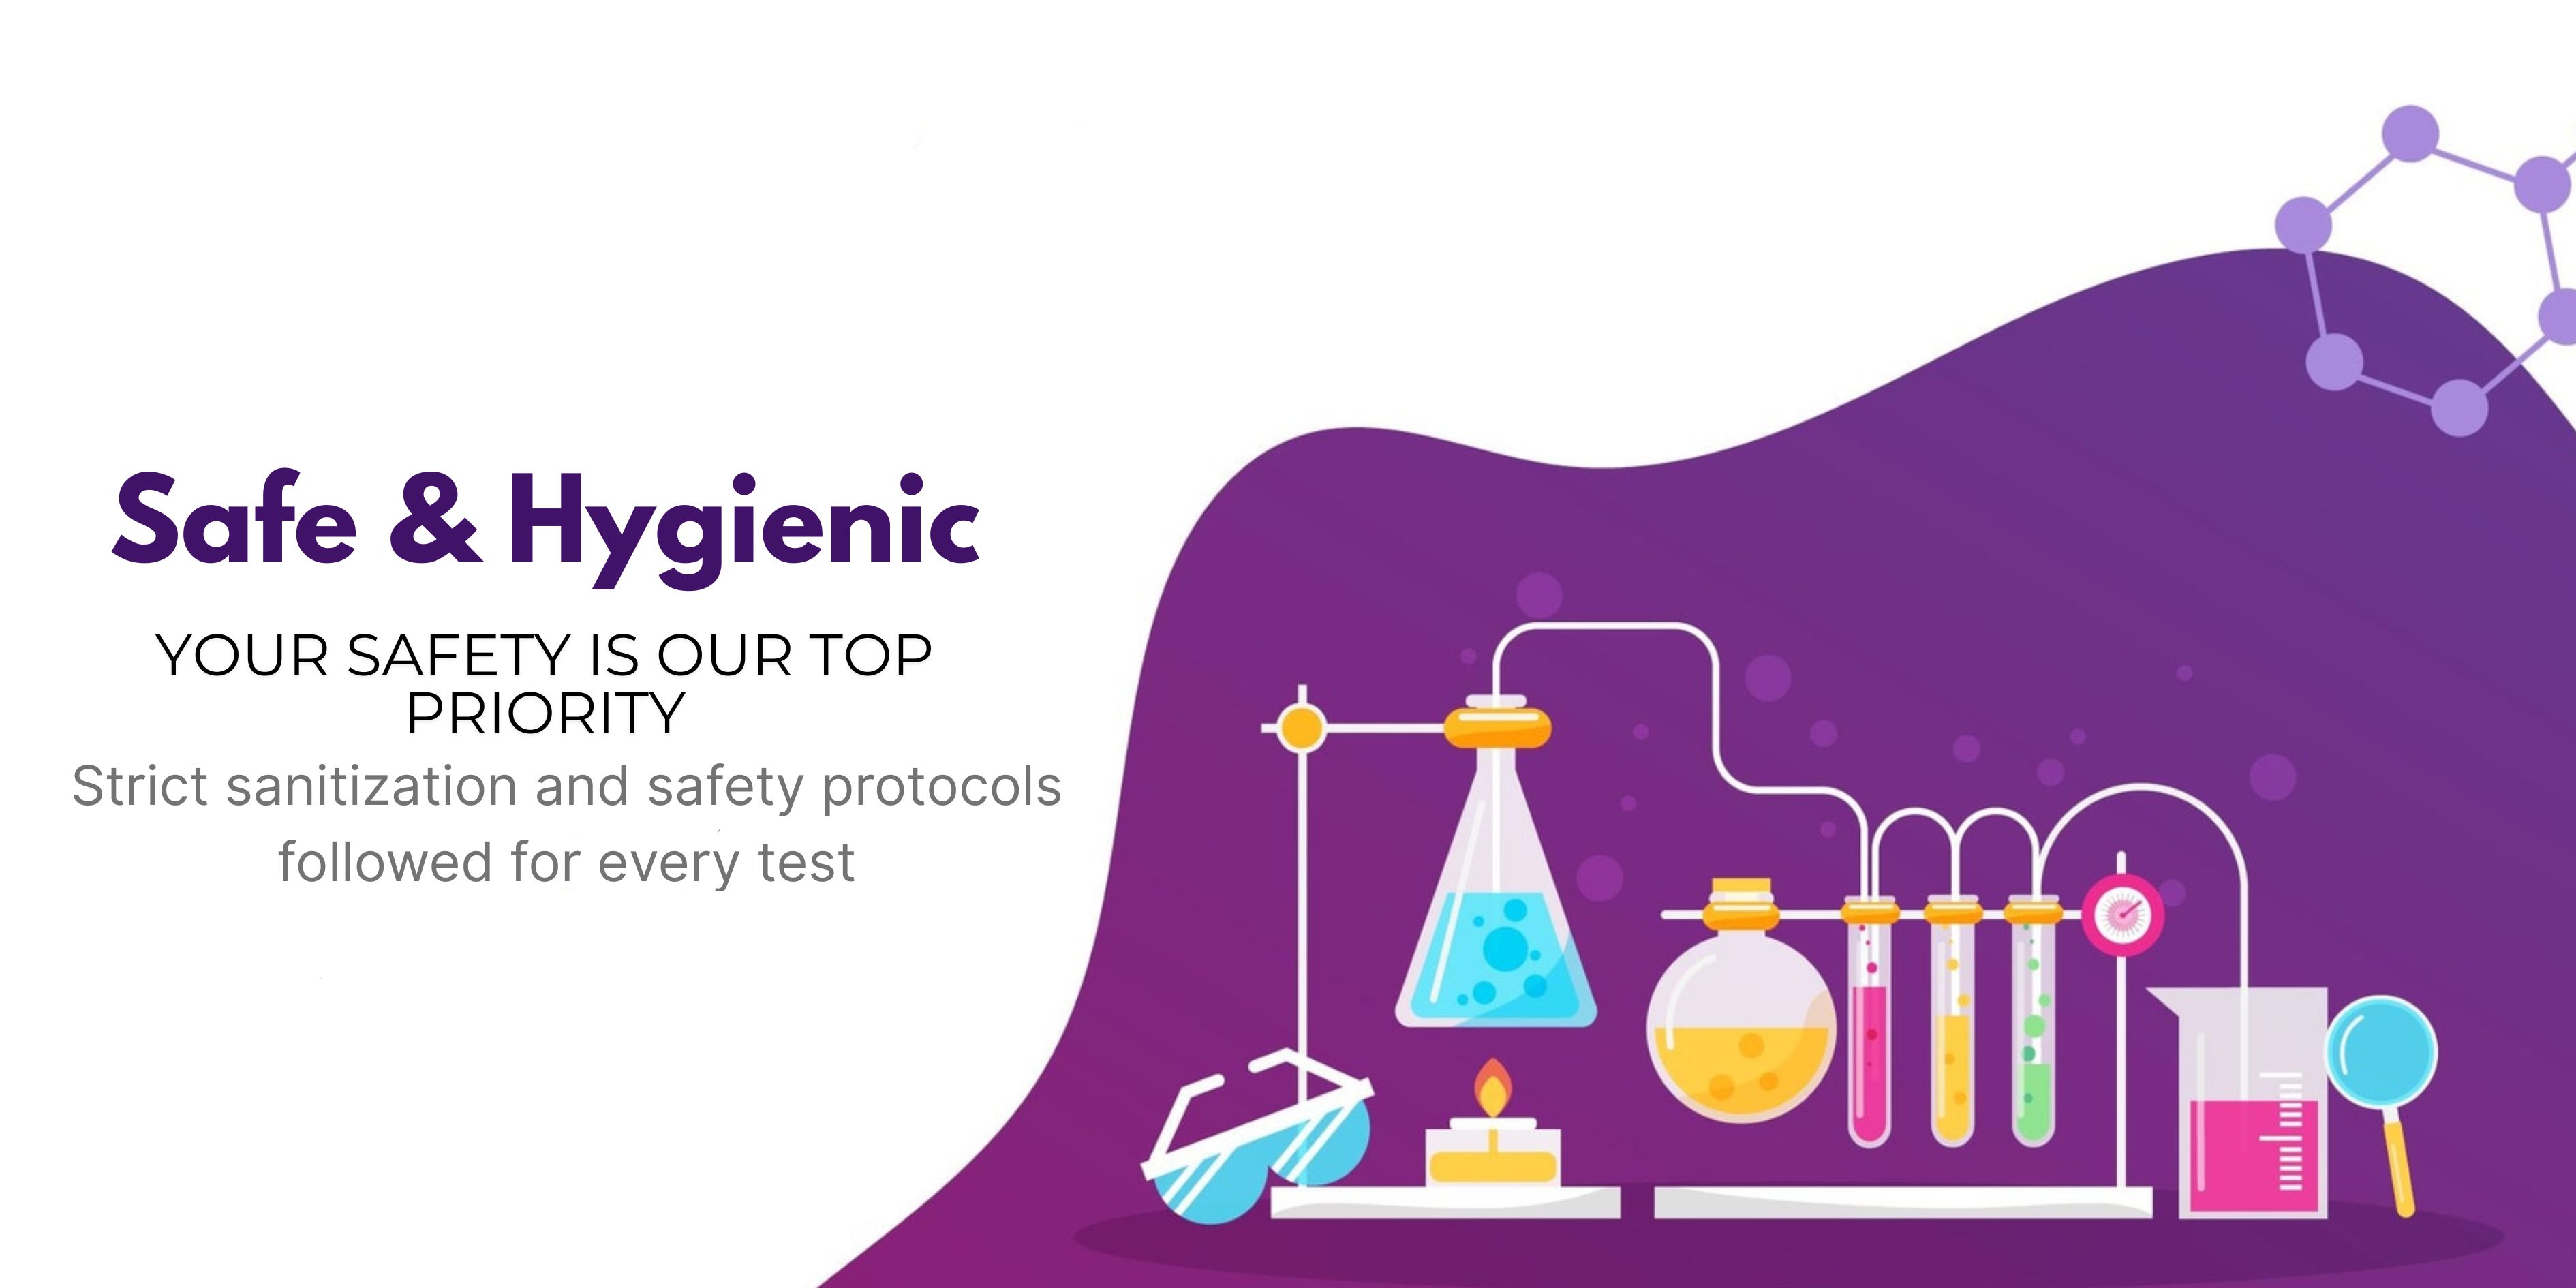 Safe & Hygienic
YOUR SAFETY IS OUR TOP
PRIORITY
Strict sanitization and safety protocols
followed for every test